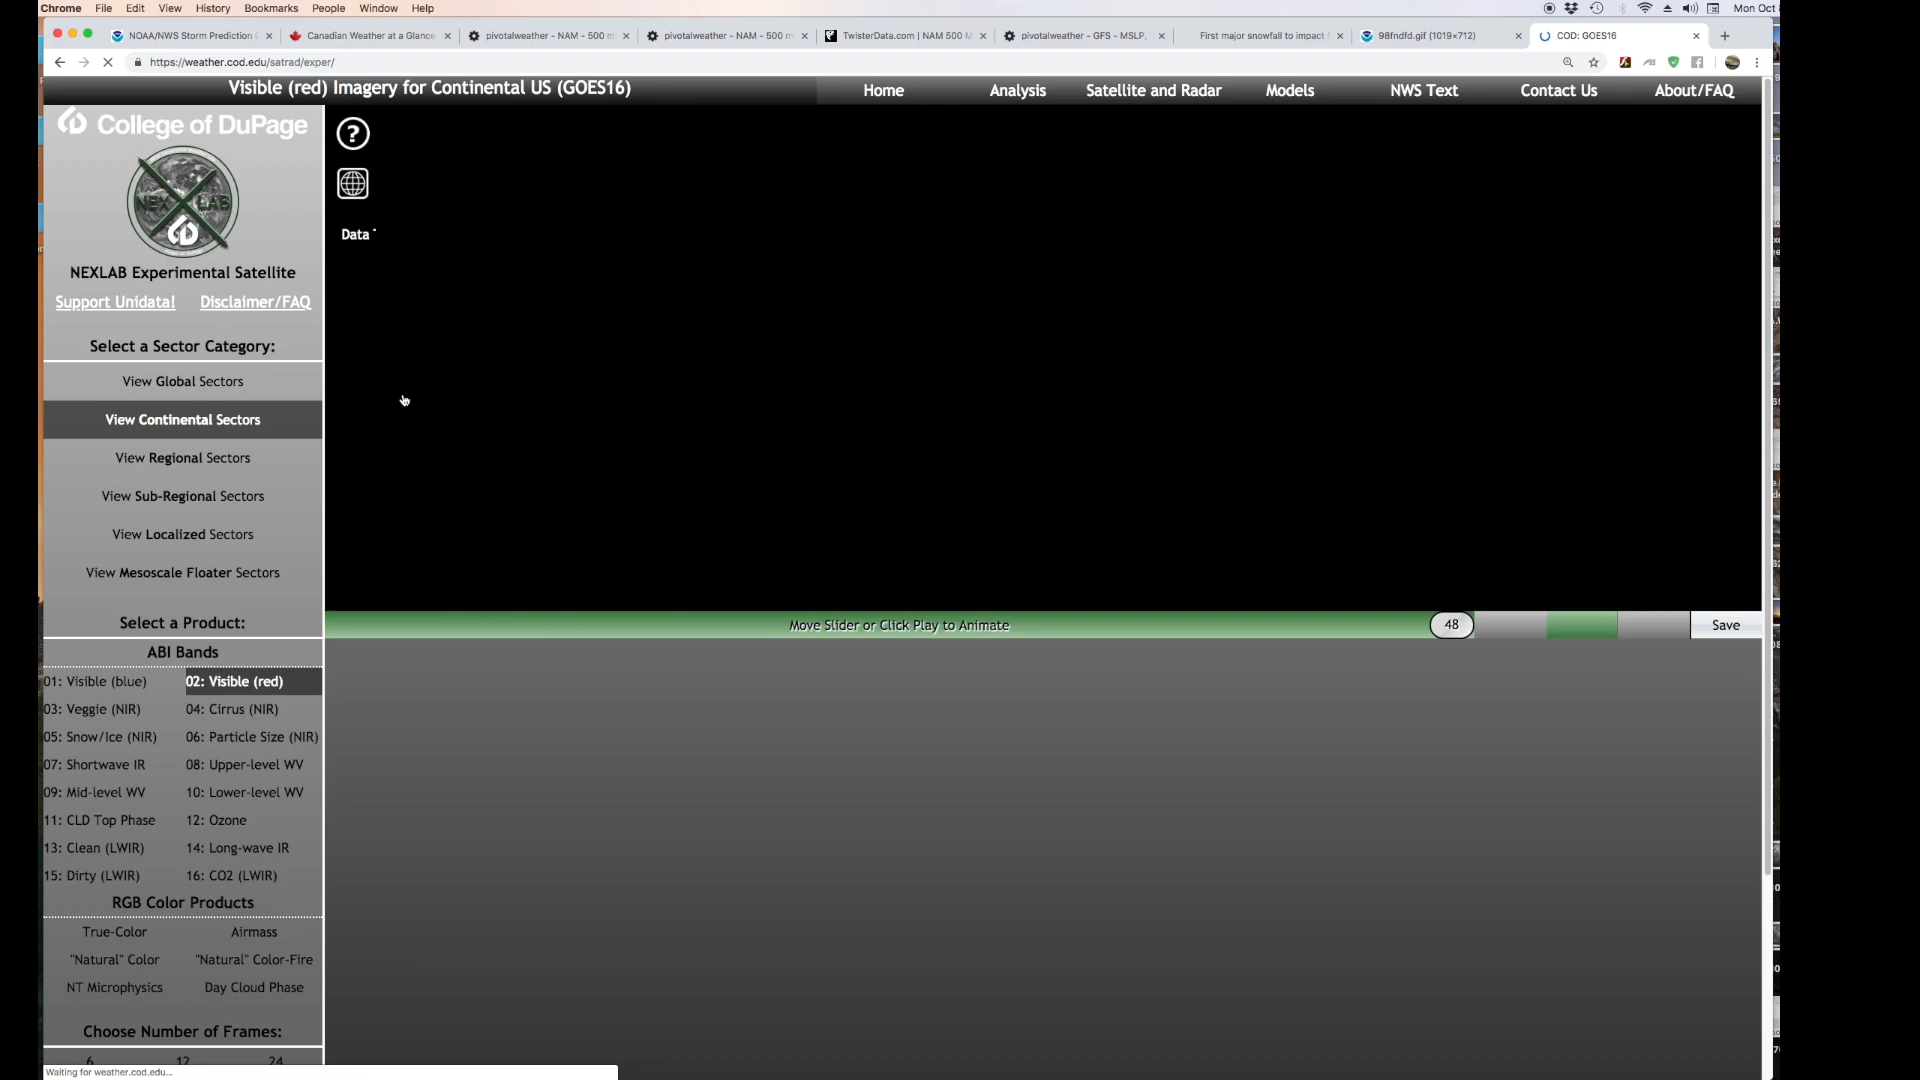 Chrome File Edit View History Bookmarks People Window Help Mon Oct
NOAA/NWS Storm Prediction C
Canadian Weather at a Glance
pivotalweather - NAM - 500 m
pivotalweather - NAM - 500 m
TwisterData.com | NAM 500 M
pivotalweather - GFS - MSLP,
First major snowfall to impact
98fndfd.gif (1019×712)
COD: GOES16
https://weather.cod.edu/satrad/exper/
Visible (red) Imagery for Continental US (GOES16)
Home Analysis Satellite and Radar Models NWS Text Contact Us About/FAQ
College of DuPage
NEX LAB
NEXLAB Experimental Satellite
Support Unidata! Disclaimer/FAQ
Select a Sector Category:
View Global Sectors
View Continental Sectors
View Regional Sectors
View Sub-Regional Sectors
View Localized Sectors
View Mesoscale Floater Sectors
?
Data
Move Slider or Click Play to Animate
48
Save
Select a Product:
ABI Bands
01: Visible (blue) 02: Visible (red)
03: Veggie (NIR) 04: Cirrus (NIR)
05: Snow/Ice (NIR) 06: Particle Size (NIR)
07: Shortwave IR 08: Upper-level WV
09: Mid-level WV 10: Lower-level WV
11: CLD Top Phase 12: Ozone
13: Clean (LWIR) 14: Long-wave IR
15: Dirty (LWIR) 16: CO2 (LWIR)
RGB Color Products
True-Color Airmass
"Natural" Color "Natural" Color-Fire
NT Microphysics Day Cloud Phase
Choose Number of Frames:
6 12 24
Waiting for weather.cod.edu...